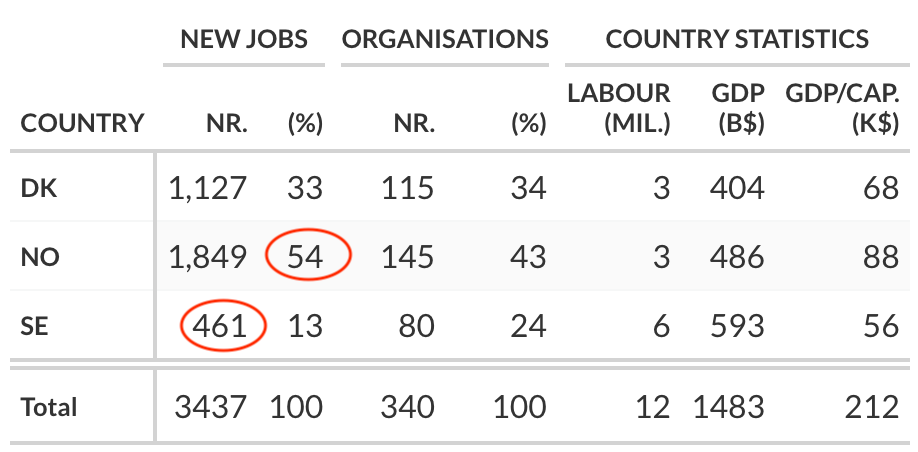 NEW JOBS ORGANISATIONS COUNTRY STATISTICS
LABOUR GDP GDP/CAP.
COUNTRY NR. (%) NR. (%) (MIL.) (B$) (K$)
DK 1,127 33 115 34 3 404 68
NO 1,849 54 145 43 3 486 88
SE 461 13 80 24 6 593 56
Total 3437 100 340 100 12 1483 212